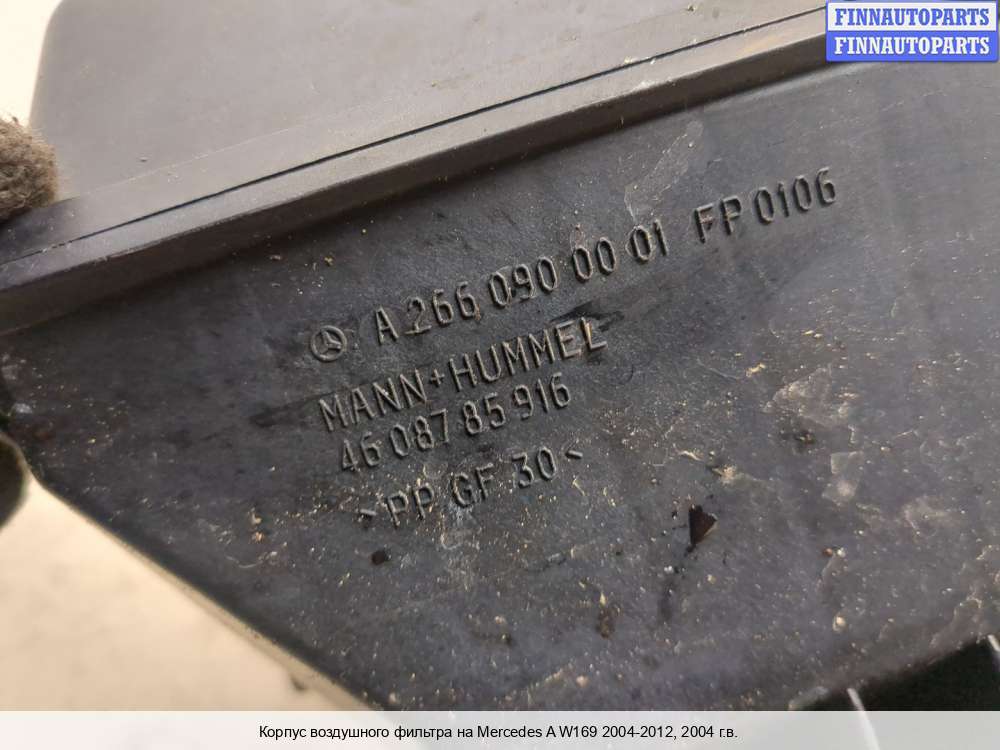 FINNAUTOPARTS
FINNAUTOPARTS
A 266 090 00 01 FP 0106
MANN+HUMMEL
46 087 85 916
>PP GF 30<
Корпус воздушного фильтра на Mercedes A W169 2004-2012, 2004 г.в.